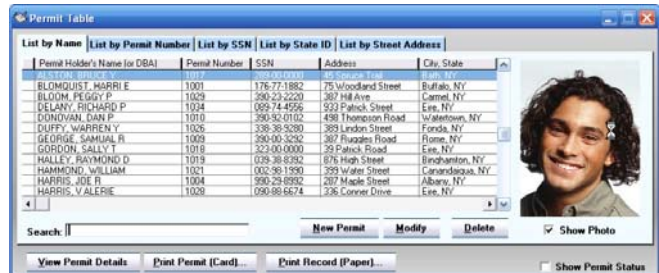 Permit Table
List by Name List by Permit Number List by SSN List by State ID List by Street Address
Permit Holder's Name (or DBA) Permit Number SSN Address City, State
ALSTON, BRUCE Y 1017 289-00-0000 45 Spruce Trail Bath, NY
BLOMQUIST, HARRI E 1001 176-77-1882 75 Woodland Street Buffalo, NY
BLOOM, PEGGY P 1029 390-23-2220 387 Hill Ave Carmel, NY
DELANY, RICHARD P 1034 089-74-4556 933 Patrick Street Eire, NY
DONOVAN, DAN P 1010 390-92-0102 498 Thompson Road Watertown, NY
DUFFY, WARREN Y 1026 338-38-9280 389 Lindon Street Fonda, NY
GEORGE, SAMUAL R 1009 390-00-3292 387 Ruggles Road Rome, NY
GORDON, SALLY T 1018 323-00-0000 39 Patrick Road Eire, NY
HALLEY, RAYMOND D 1019 039-38-8392 876 High Street Binghamton, NY
HAMMOND, WILLIAM 1021 002-98-1990 399 Water Street Canandaigua, NY
HARRIS, JOE R 1004 990-29-8992 287 Maple Street Albany, NY
HARRIS, VALERIE 1028 090-88-6674 336 Conner Drive Eire, NY
Search: New Permit Modify Delete Show Photo
View Permit Details Print Permit (Card)... Print Record (Paper)... Show Permit Status